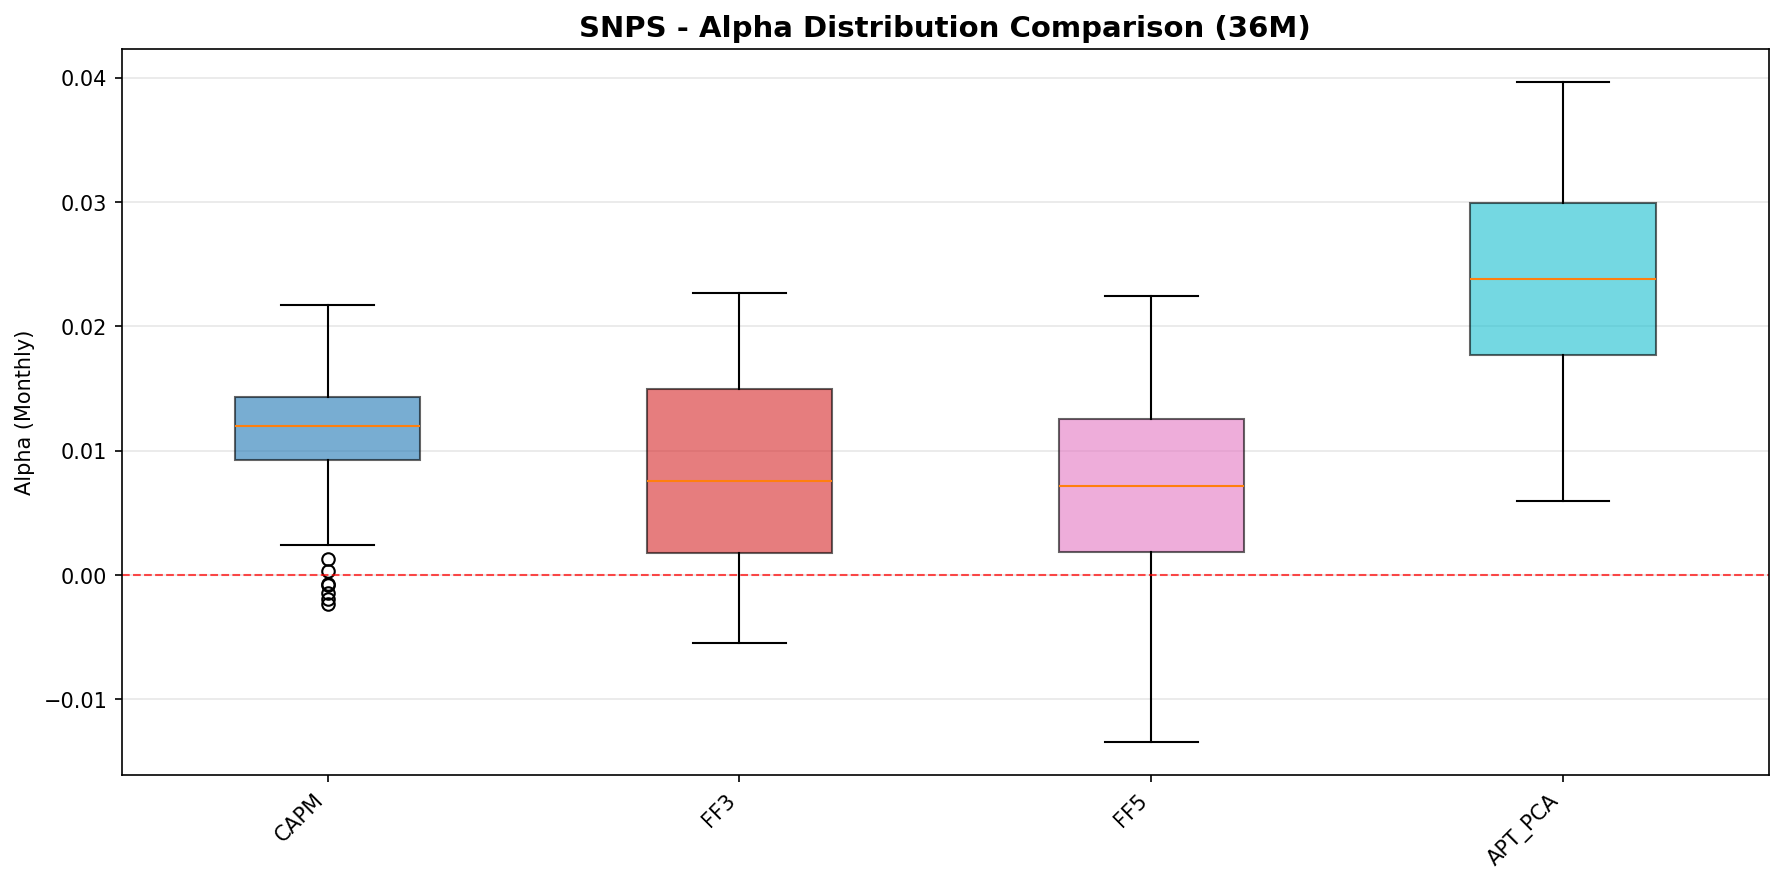 SNPS - Alpha Distribution Comparison (36M)
Alpha (Monthly)
0.04
0.03
0.02
0.01
0.00
−0.01
CAPM
FF3
FF5
APT_PCA